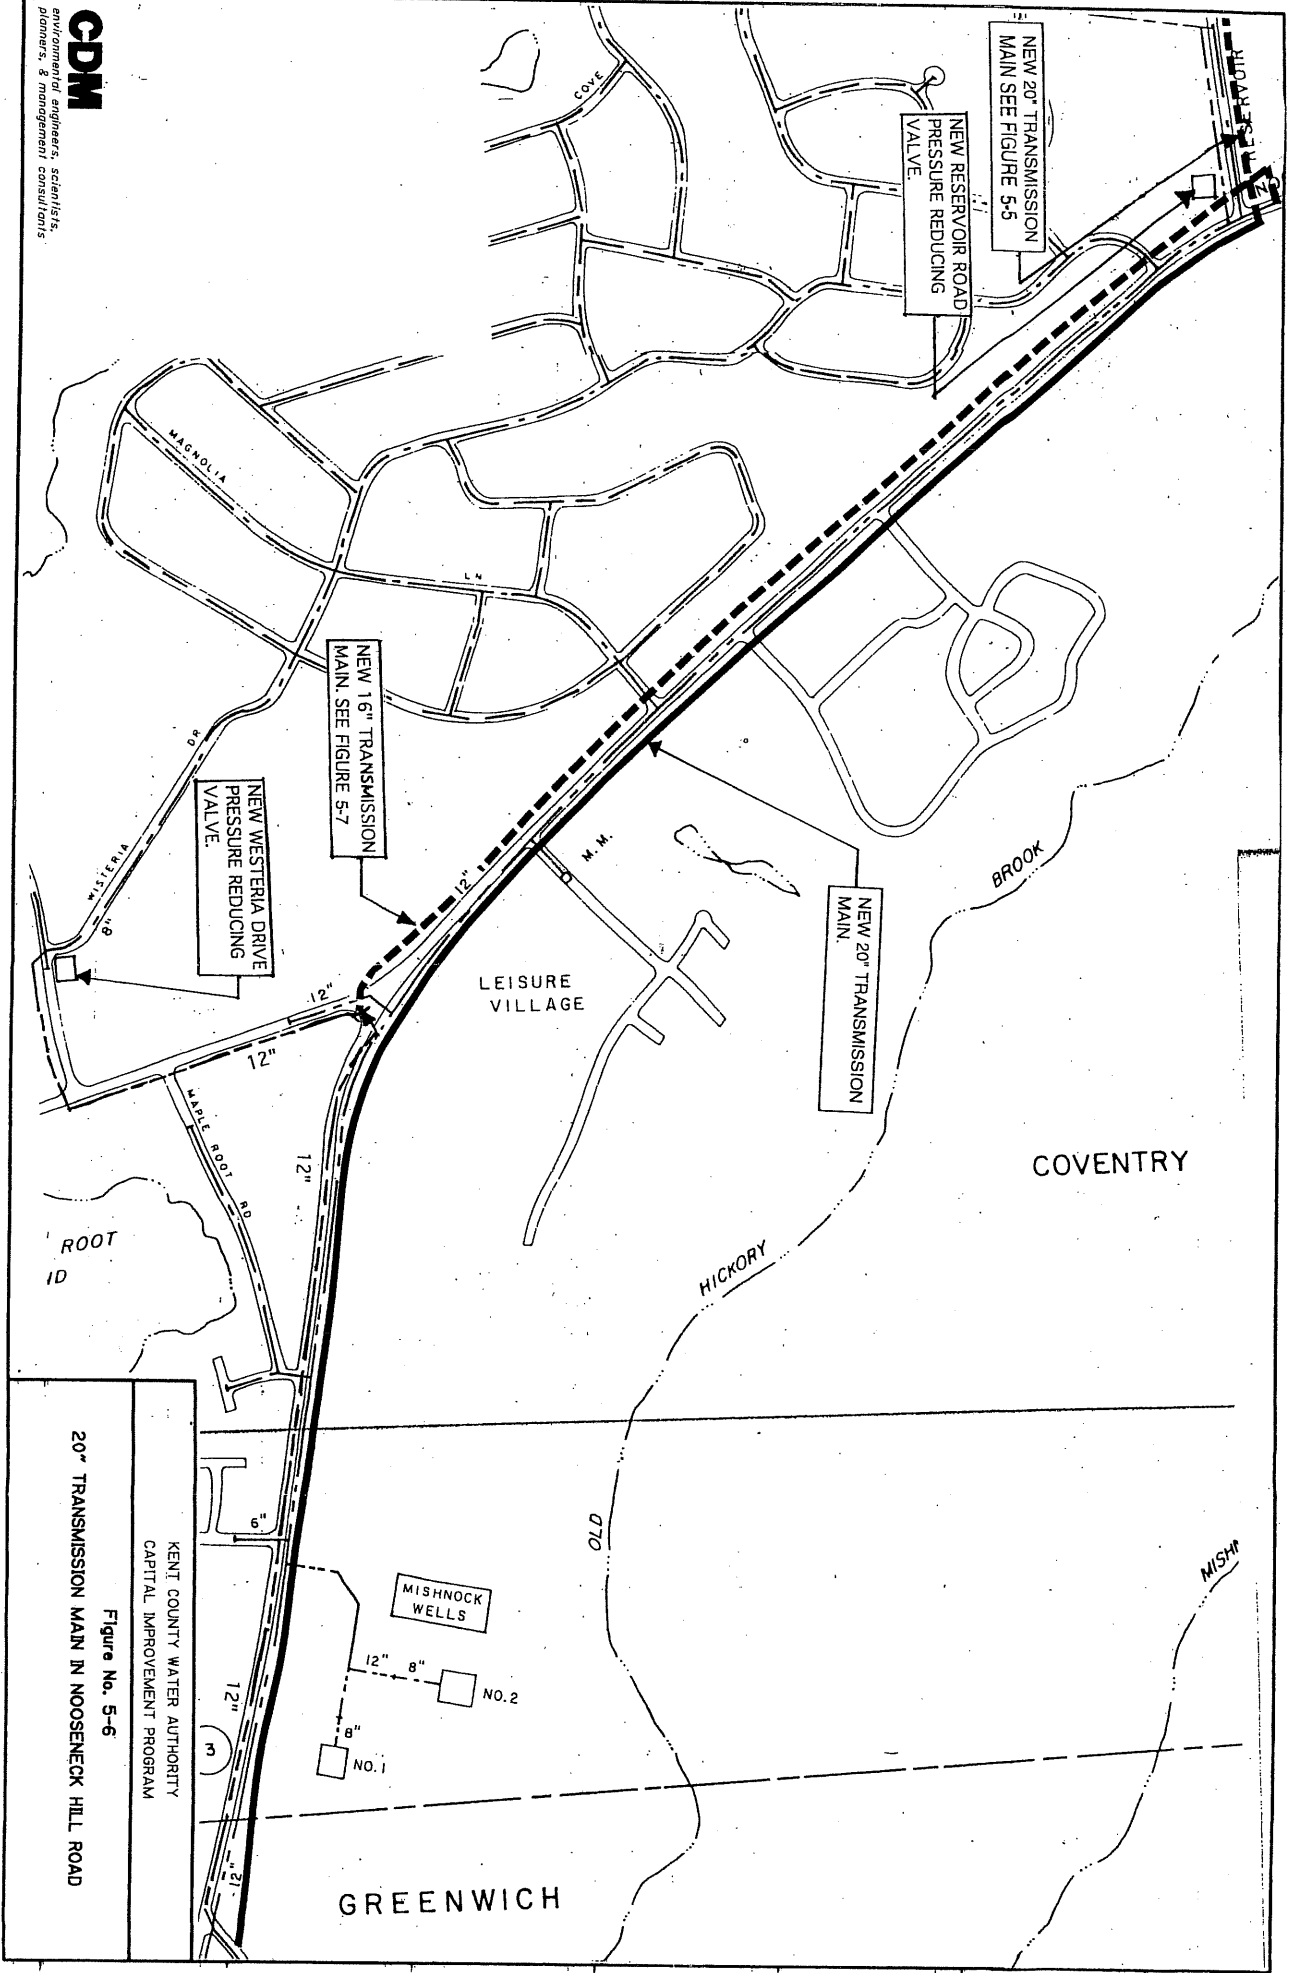 CDM
environmental engineers, scientists,
planners, & management consultants
NEW 20" TRANSMISSION
MAIN SEE FIGURE 5-5
RESERVOIR
NEW RESERVOIR ROAD
PRESSURE REDUCING
VALVE.
COVE
MAGNOLIA
LN
NEW 16" TRANSMISSION
MAIN. SEE FIGURE 5-7
DR
WISTERIA
8"
NEW WESTERIA DRIVE
PRESSURE REDUCING
VALVE.
12"
M.M.
NEW 20" TRANSMISSION
MAIN.
BROOK
LEISURE
VILLAGE
12"
12"
MAPLE ROOT RD
12"
COVENTRY
HICKORY
ROOT
OLD
MISH
6"
MISHNOCK
WELLS
12"
8"
NO.2
8"
NO.1
12"
3
12"
GREENWICH
KENT COUNTY WATER AUTHORITY
CAPITAL IMPROVEMENT PROGRAM
Figure No. 5-6
20" TRANSMISSION MAIN IN NOOSENECK HILL ROAD